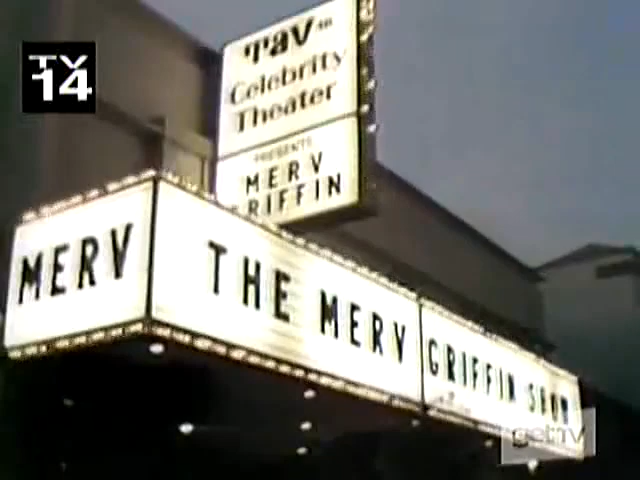 TV
14
TAV
Celebrity
Theater
PRESENTS
MERV
GRIFFIN
MERV
THE MERV GRIFFIN SHOW
getTV